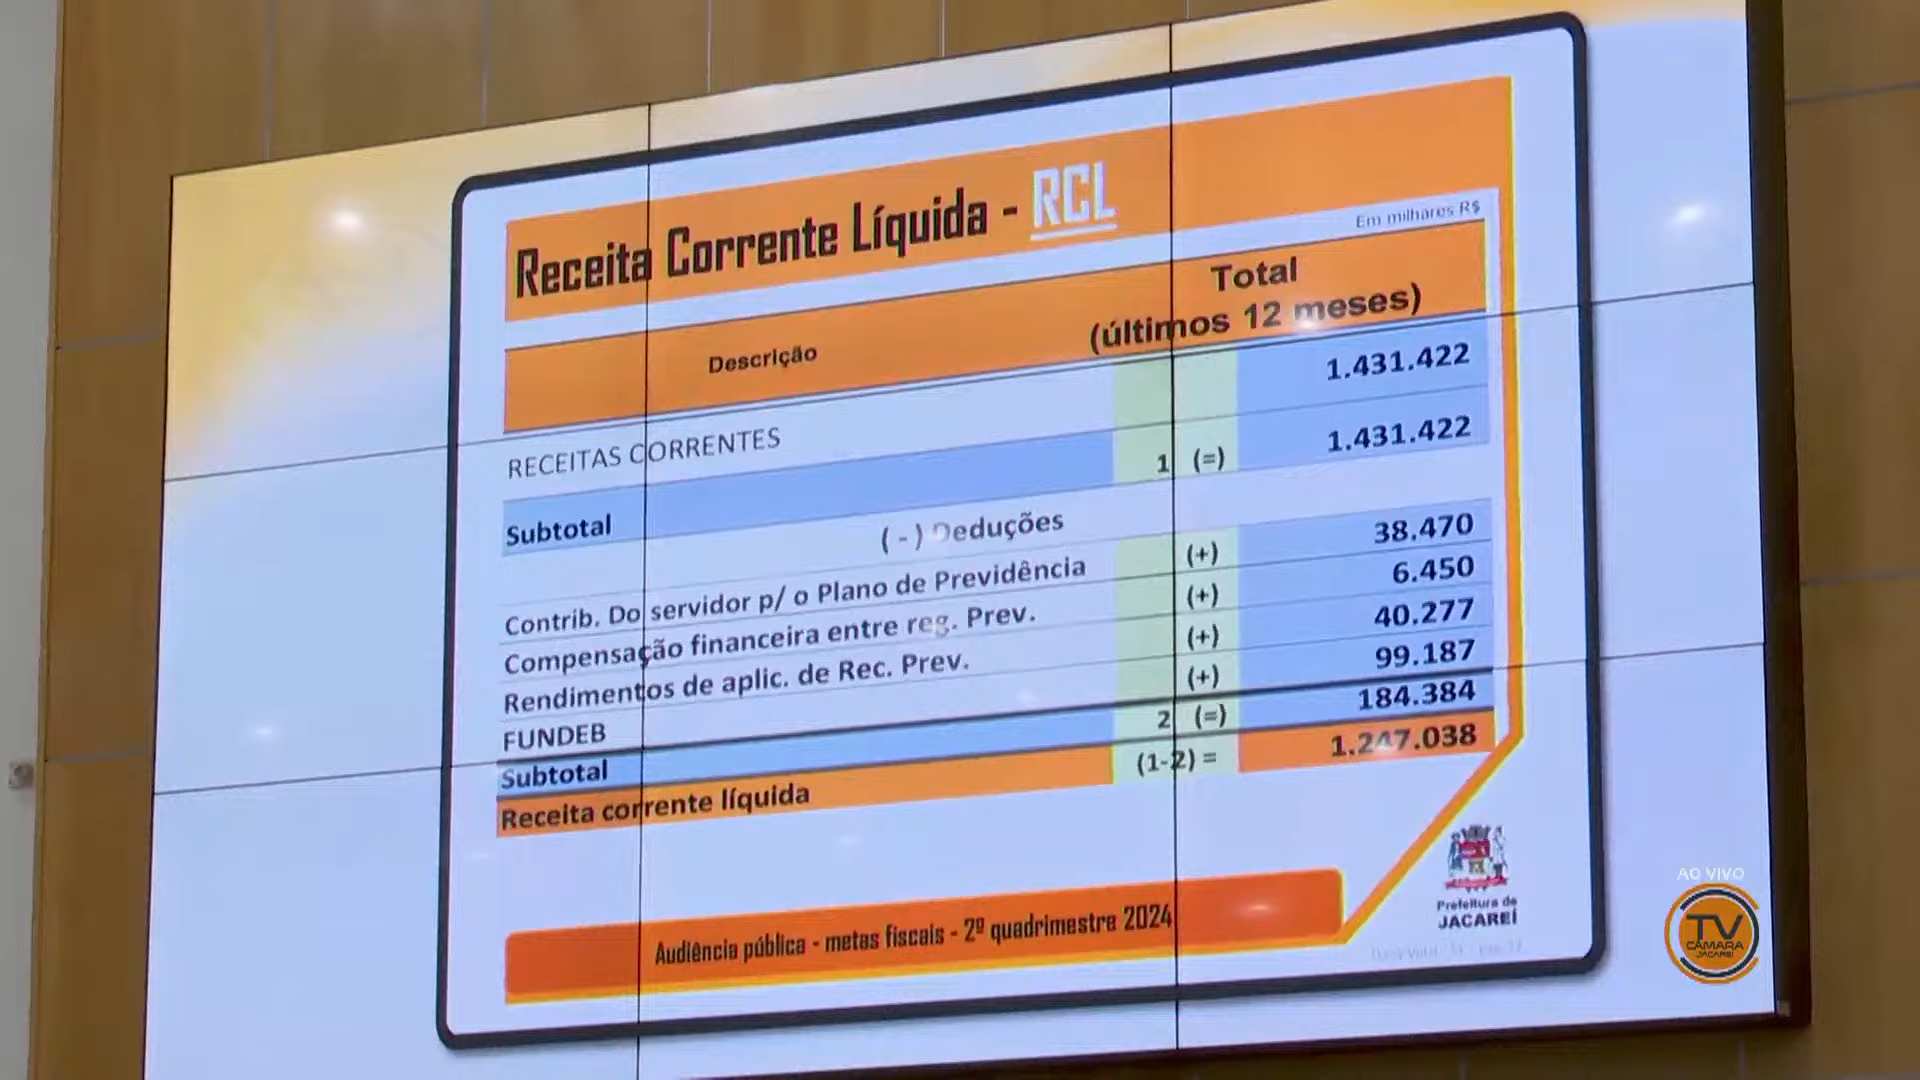 Receita Corrente Líquida - RCL
Em milhares R$
Descrição
Total
(últimos 12 meses)
RECEITAS CORRENTES 1.431.422
Subtotal 1 (=) 1.431.422
( - ) Deduções
Contrib. Do servidor p/ o Plano de Previdência (+) 38.470
Compensação financeira entre reg. Prev. (+) 6.450
Rendimentos de aplic. de Rec. Prev. (+) 40.277
FUNDEB (+) 99.187
Subtotal 2 (=) 184.384
Receita corrente líquida (1-2) = 1.247.038
Audiência pública - metas fiscais - 2º quadrimestre 2024
Prefeitura de
JACAREÍ
AO VIVO
TV
CÂMARA
JACAREÍ